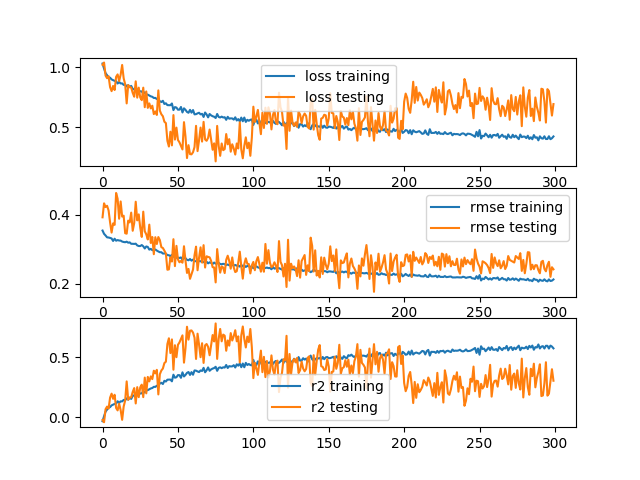 1.0
0.5
loss training
loss testing
0 50 100 150 200 250 300
0.4
0.2
rmse training
rmse testing
0 50 100 150 200 250 300
0.5
0.0
r2 training
r2 testing
0 50 100 150 200 250 300